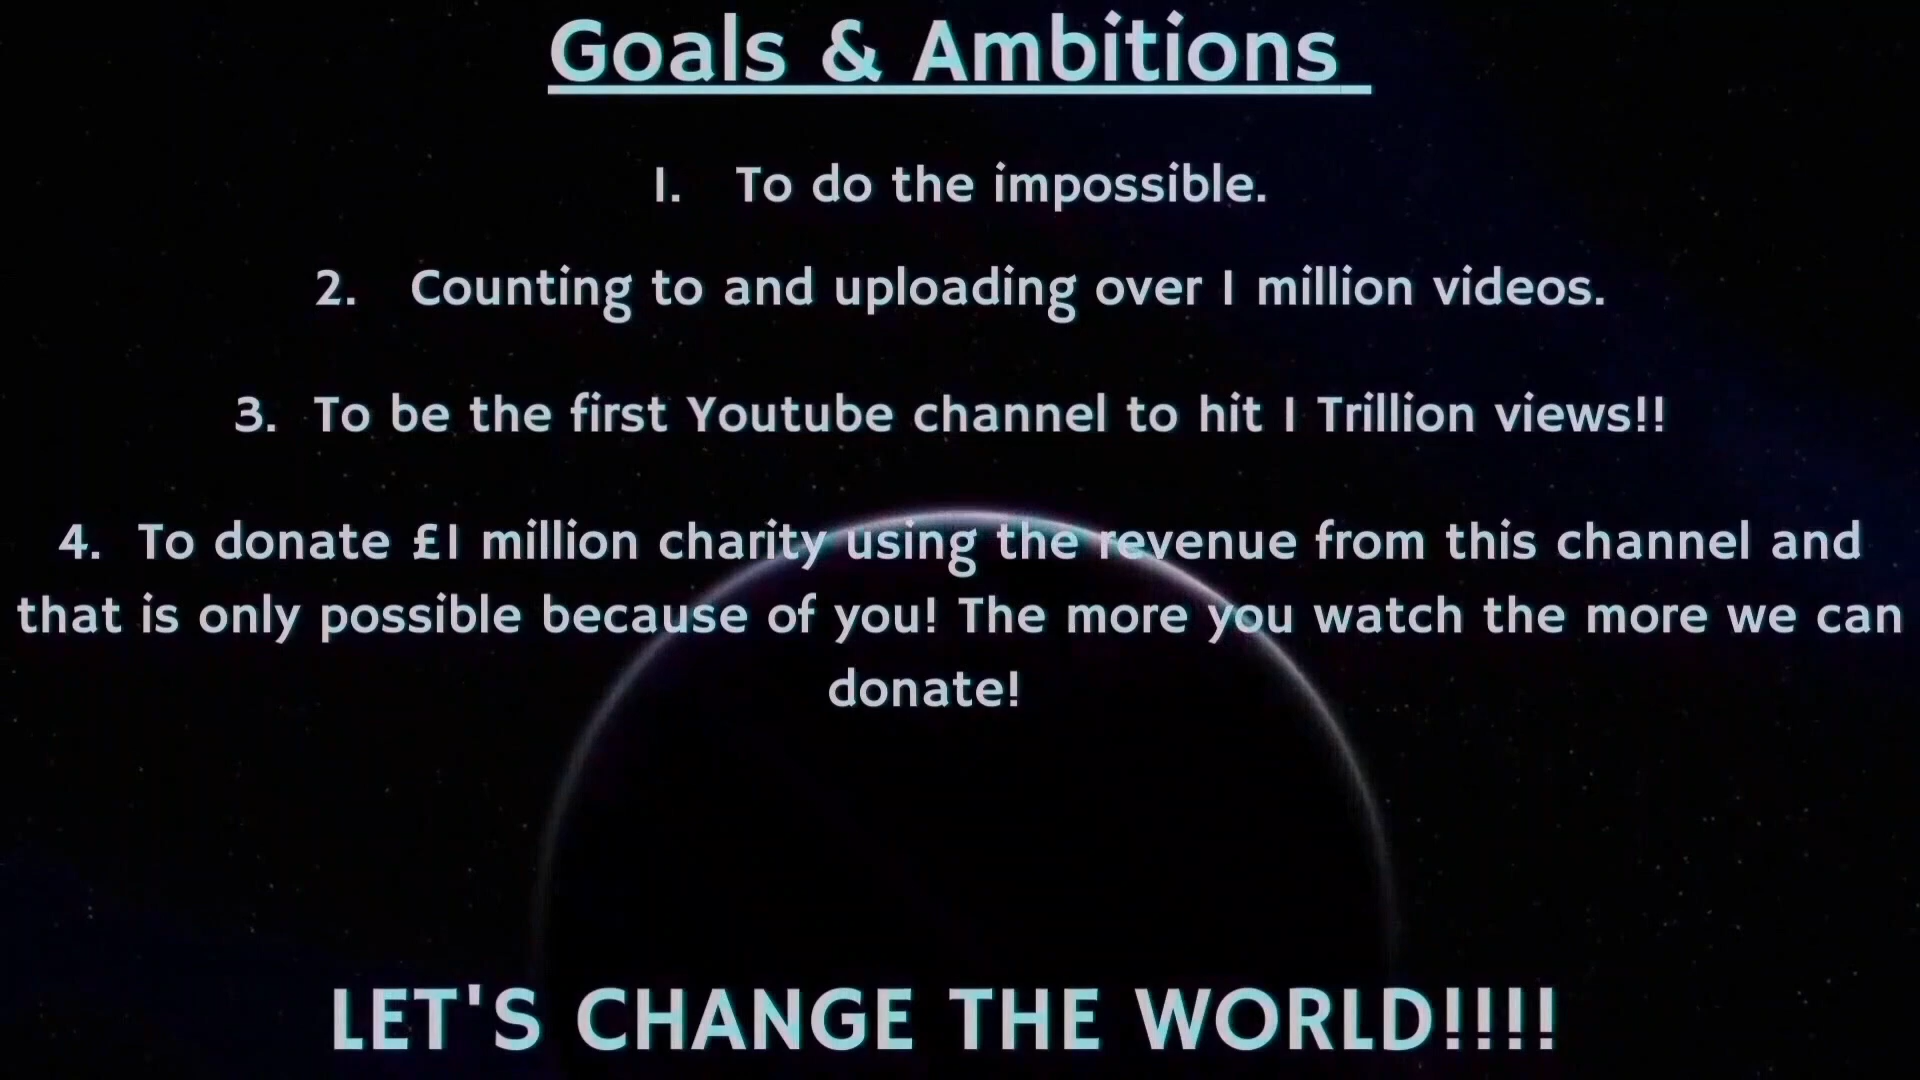 Goals & Ambitions
1. To do the impossible.
2. Counting to and uploading over 1 million videos.
3. To be the first Youtube channel to hit 1 Trillion views!!
4. To donate £1 million charity using the revenue from this channel and
that is only possible because of you! The more you watch the more we can
donate!
LET'S CHANGE THE WORLD!!!!